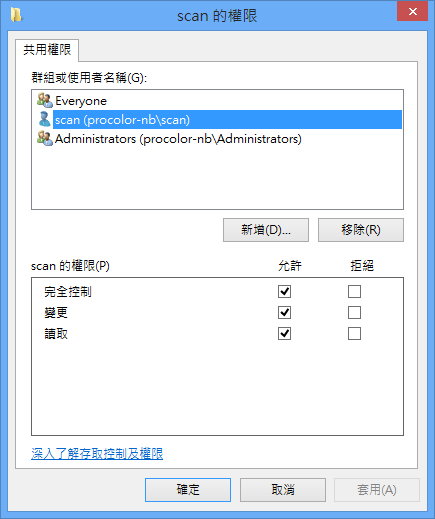 scan 的權限
共用權限
群組或使用者名稱(G):
Everyone
scan (procolor-nb\scan)
Administrators (procolor-nb\Administrators)
新增(D)... 移除(R)
scan 的權限(P) 允許 拒絕
完全控制
變更
讀取
深入了解存取控制及權限
確定 取消 套用(A)